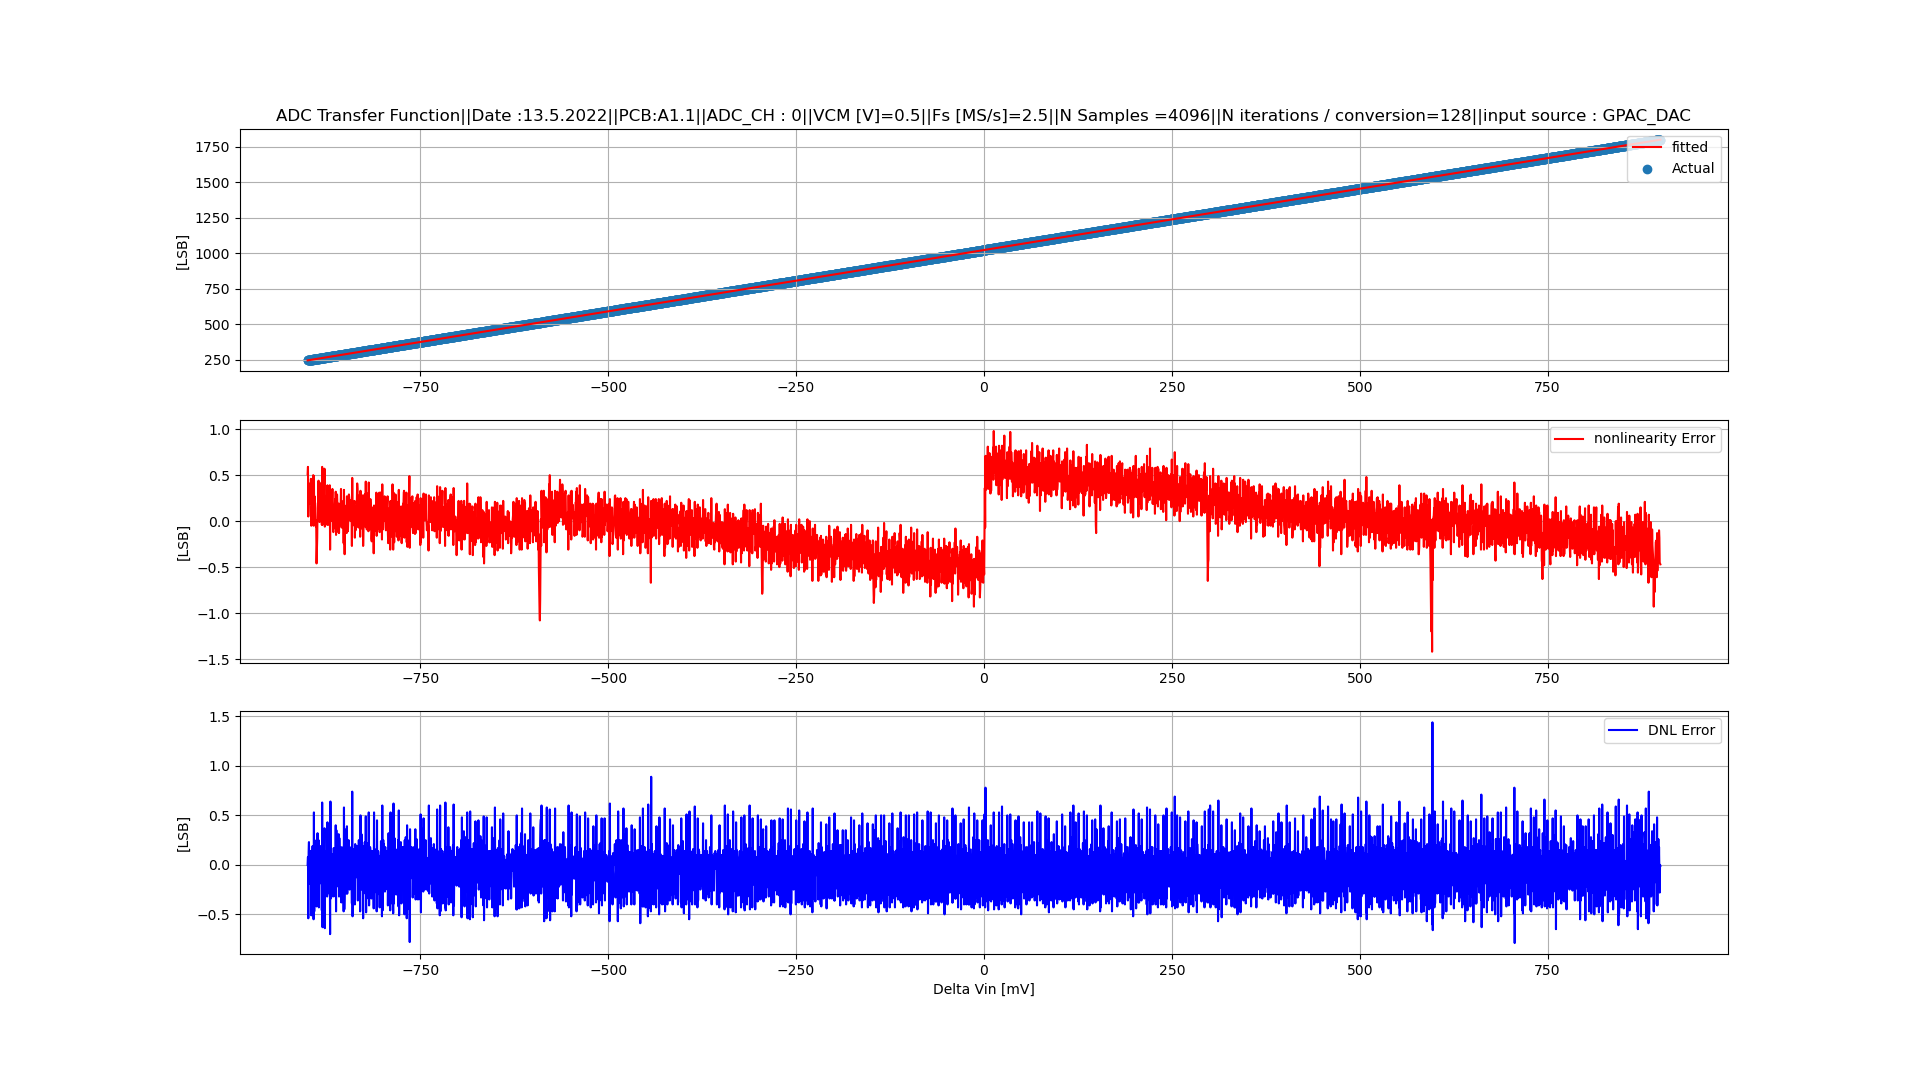 ADC Transfer Function||Date :13.5.2022||PCB:A1.1||ADC_CH : 0||VCM [V]=0.5||Fs [MS/s]=2.5||N Samples =4096||N iterations / conversion=128||input source : GPAC_DAC
1750
1500
1250
1000
750
500
250
[LSB]
fitted
Actual
−750 −500 −250 0 250 500 750
1.0
0.5
0.0
−0.5
−1.0
−1.5
[LSB]
nonlinearity Error
−750 −500 −250 0 250 500 750
1.5
1.0
0.5
0.0
−0.5
[LSB]
DNL Error
−750 −500 −250 0 250 500 750
Delta Vin [mV]